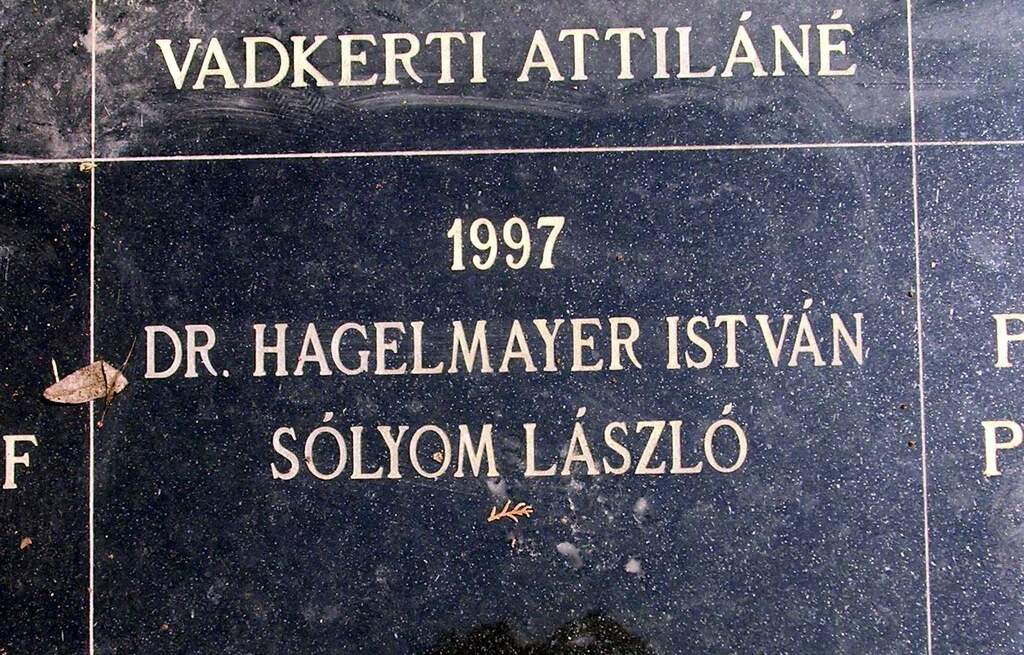 VADKERTI ATTILÁNÉ
1997
DR. HAGELMAYER ISTVÁN
SÓLYOM LÁSZLÓ
F
P
P